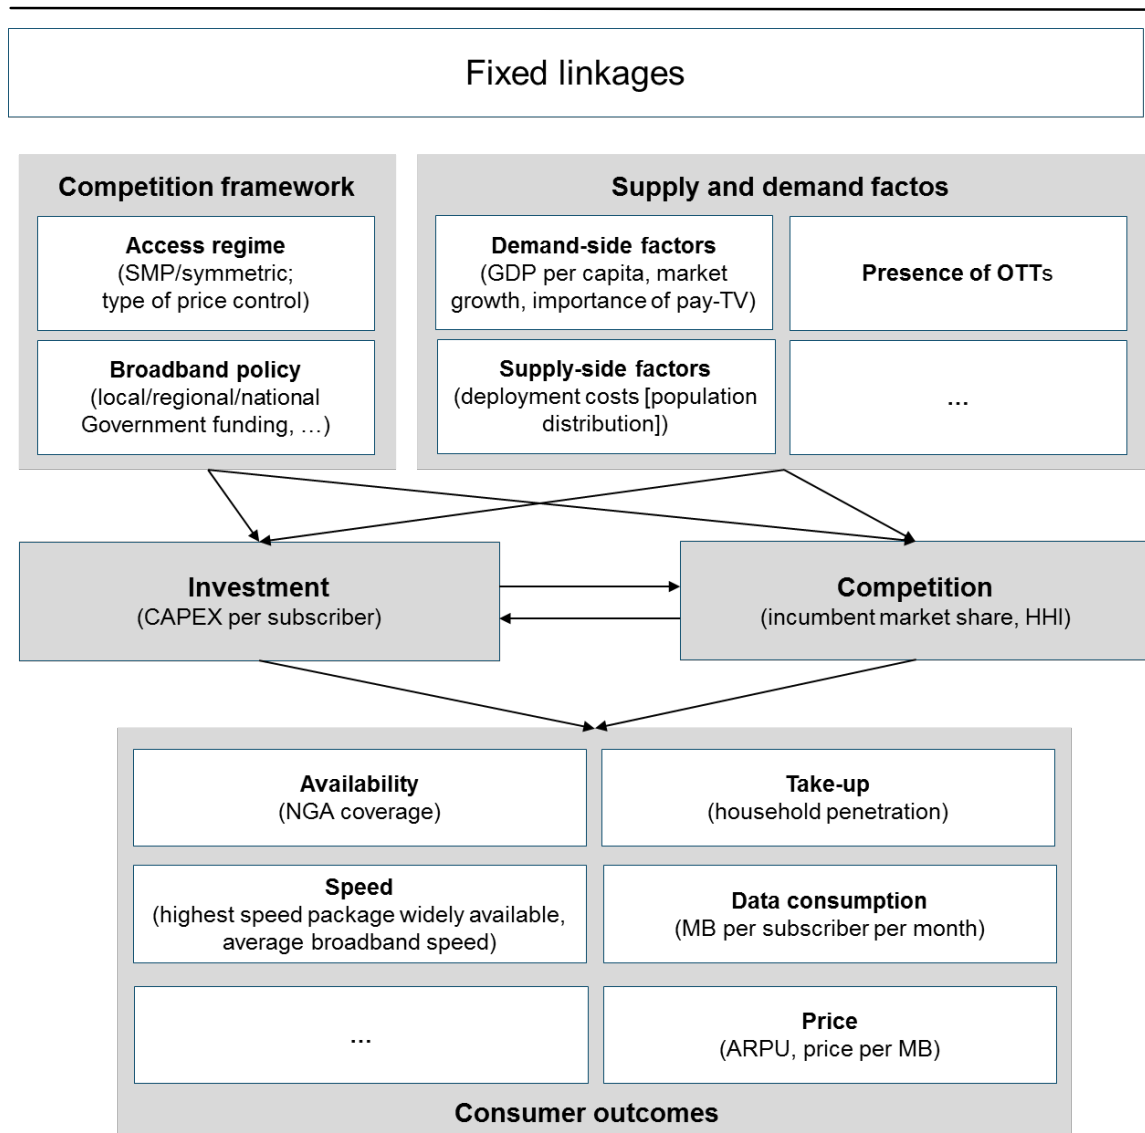 Fixed linkages
Competition framework
Access regime
(SMP/symmetric;
type of price control)
Broadband policy
(local/regional/national
Government funding, …)
Supply and demand factos
Demand-side factors
(GDP per capita, market
growth, importance of pay-TV)
Presence of OTTs
Supply-side factors
(deployment costs [population
distribution])
…
Investment
(CAPEX per subscriber)
Competition
(incumbent market share, HHI)
Availability
(NGA coverage)
Take-up
(household penetration)
Speed
(highest speed package widely available,
average broadband speed)
Data consumption
(MB per subscriber per month)
…
Price
(ARPU, price per MB)
Consumer outcomes